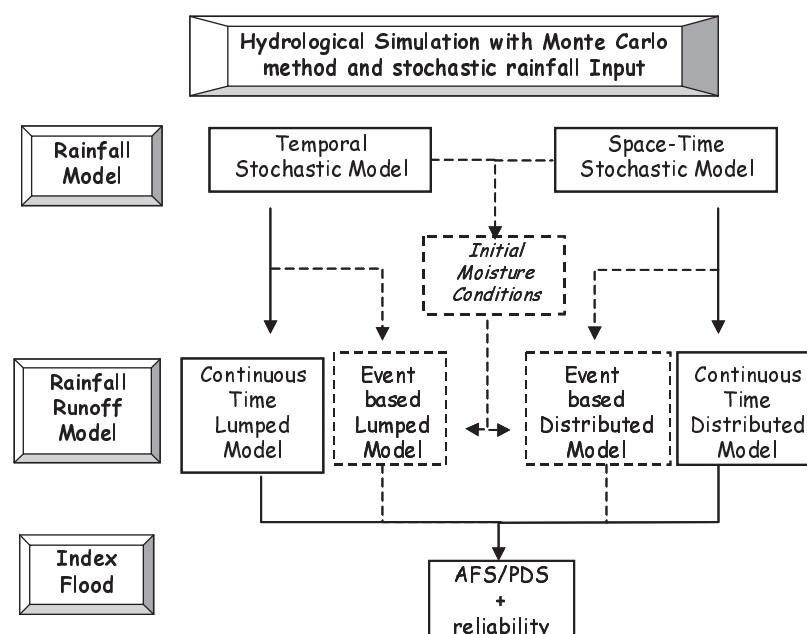 Hydrological Simulation with Monte Carlo
method and stochastic rainfall Input
Rainfall
Model
Temporal
Stochastic Model
Space-Time
Stochastic Model
Initial
Moisture
Conditions
Rainfall
Runoff
Model
Continuous
Time
Lumped
Model
Event
based
Lumped
Model
Event
based
Distributed
Model
Continuous
Time
Distributed
Model
Index
Flood
AFS/PDS
+
reliability